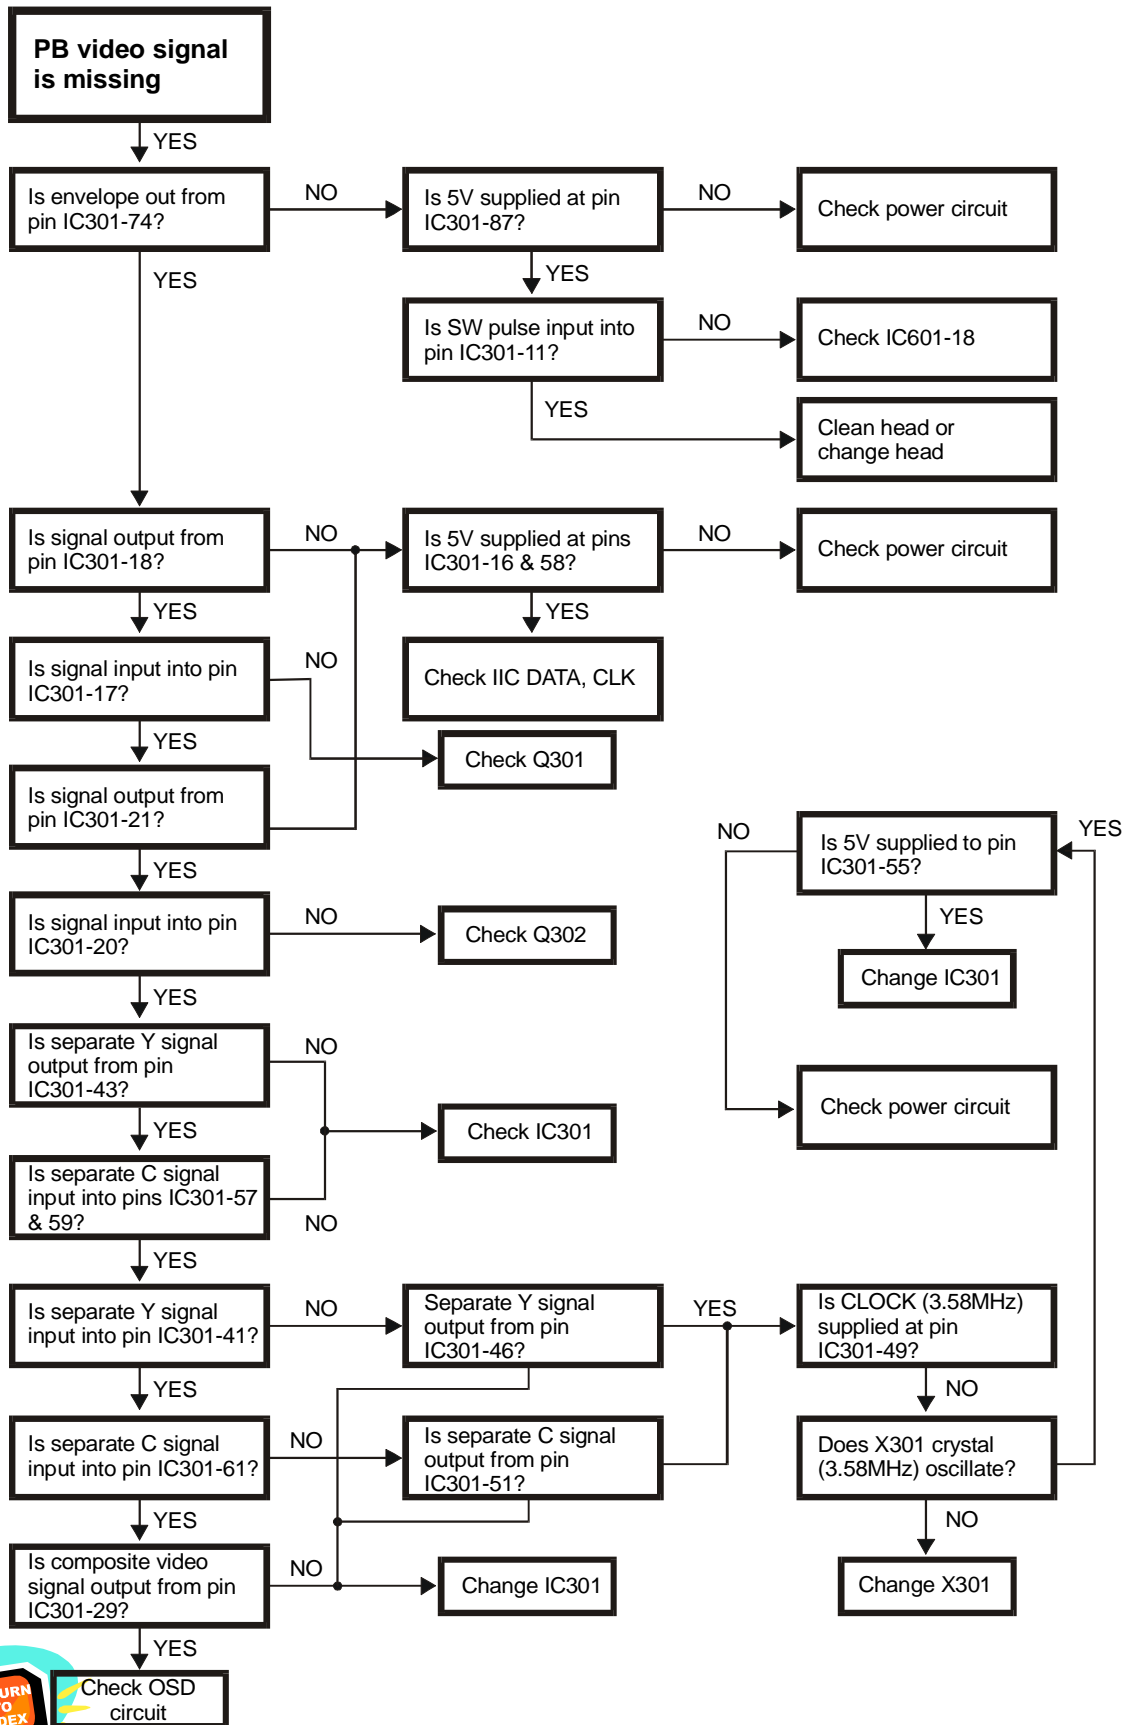 PB video signal
is missing
YES
Is envelope out from
pin IC301-74?
NO
Is 5V supplied at pin
IC301-87?
NO
Check power circuit
YES
YES
Is SW pulse input into
pin IC301-11?
NO
Check IC601-18
YES
Clean head or
change head
Is signal output from
pin IC301-18?
NO
Is 5V supplied at pins
IC301-16 & 58?
NO
Check power circuit
YES
YES
Is signal input into pin
IC301-17?
NO
Check IIC DATA, CLK
YES
Check Q301
Is signal output from
pin IC301-21?
NO
Is 5V supplied to pin
IC301-55?
YES
YES
Is signal input into pin
IC301-20?
NO
Check Q302
YES
Change IC301
YES
Is separate Y signal
output from pin
IC301-43?
NO
Check IC301
Check power circuit
YES
Is separate C signal
input into pins IC301-57
& 59?
NO
YES
Is separate Y signal
input into pin IC301-41?
NO
Separate Y signal
output from pin
IC301-46?
YES
Is CLOCK (3.58MHz)
supplied at pin
IC301-49?
YES
NO
Is separate C signal
input into pin IC301-61?
NO
Is separate C signal
output from pin
IC301-51?
Does X301 crystal
(3.58MHz) oscillate?
YES
NO
Is composite video
signal output from pin
IC301-29?
NO
Change IC301
Change X301
YES
Check OSD
circuit